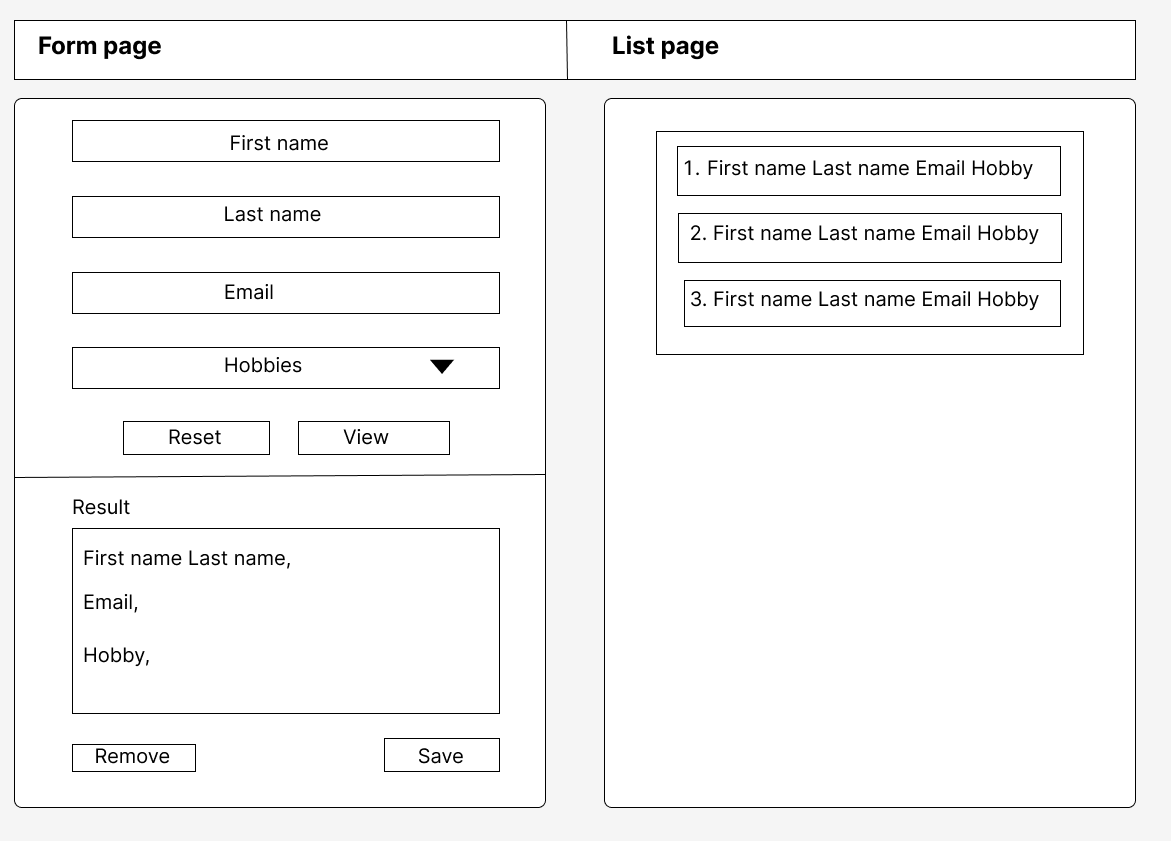 Form page
List page
First name
Last name
Email
Hobbies
Reset
View
Result
First name Last name,
Email,
Hobby,
Remove
Save
1. First name Last name Email Hobby
2. First name Last name Email Hobby
3. First name Last name Email Hobby